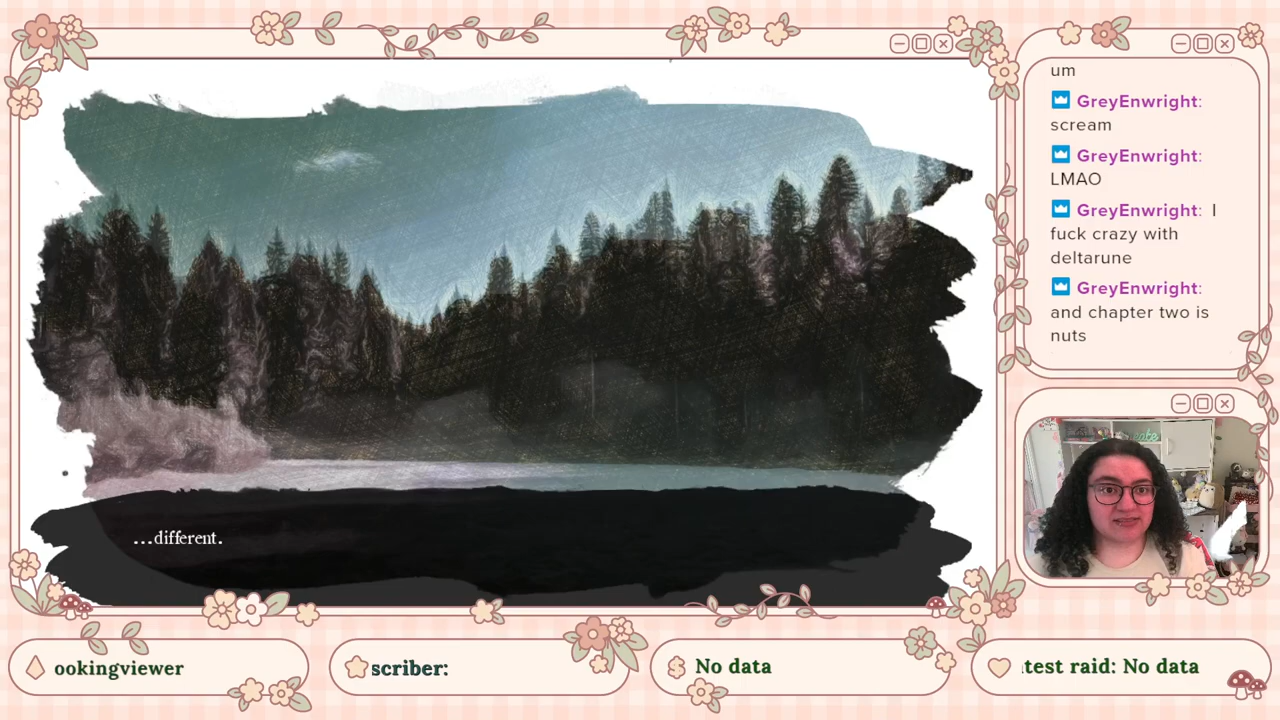 um
GreyEnwright:
scream
GreyEnwright:
LMAO
GreyEnwright: I
fuck crazy with
deltarune
GreyEnwright:
and chapter two is
nuts
create
...different.
ookingviewer
scriber:
No data
test raid: No data